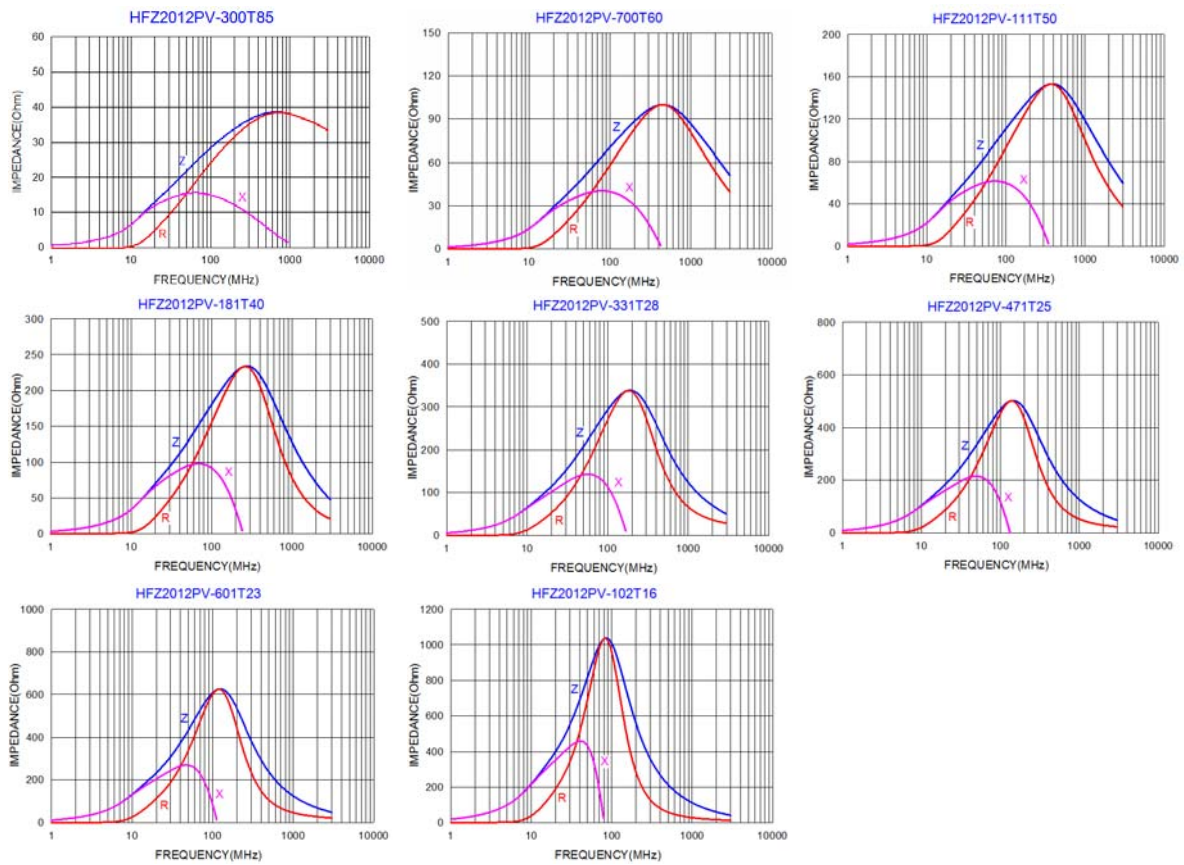 HFZ2012PV-300T85
IMPEDANCE(Ohm)
60
50
40
30
20
10
0
Z
X
R
1
10
100
1000
10000
FREQUENCY(MHz)
HFZ2012PV-700T60
IMPEDANCE(Ohm)
150
120
90
60
30
0
Z
X
R
1
10
100
1000
10000
FREQUENCY(MHz)
HFZ2012PV-111T50
IMPEDANCE(Ohm)
200
160
120
80
40
0
Z
X
R
1
10
100
1000
10000
FREQUENCY(MHz)
HFZ2012PV-181T40
IMPEDANCE(Ohm)
300
250
200
150
100
50
0
Z
X
R
1
10
100
1000
10000
FREQUENCY(MHz)
HFZ2012PV-331T28
IMPEDANCE(Ohm)
500
400
300
200
100
0
Z
X
R
1
10
100
1000
10000
FREQUENCY(MHz)
HFZ2012PV-471T25
IMPEDANCE(Ohm)
800
600
400
200
0
Z
X
R
1
10
100
1000
10000
FREQUENCY(MHz)
HFZ2012PV-601T23
IMPEDANCE(Ohm)
1000
800
600
400
200
0
Z
X
R
1
10
100
1000
10000
FREQUENCY(MHz)
HFZ2012PV-102T16
IMPEDANCE(Ohm)
1200
1000
800
600
400
200
0
Z
X
R
1
10
100
1000
10000
FREQUENCY(MHz)